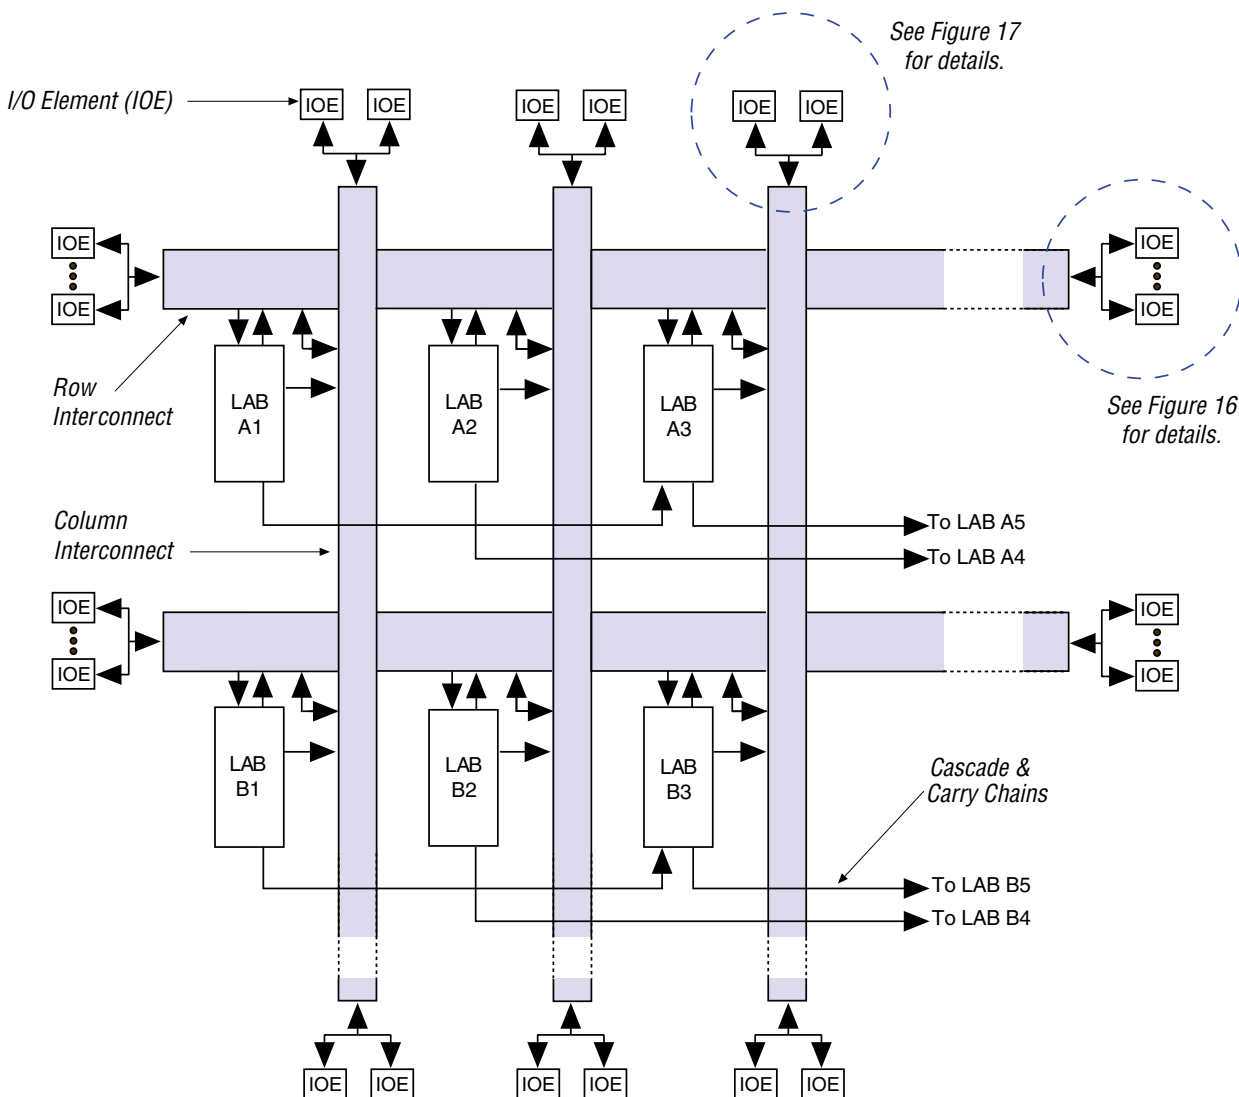 See Figure 17
for details.
I/O Element (IOE)
IOE IOE IOE IOE IOE IOE
IOE IOE
IOE IOE
Row
Interconnect
LAB
A1
LAB
A2
LAB
A3
See Figure 16
for details.
Column
Interconnect
To LAB A5
To LAB A4
IOE IOE
IOE IOE
LAB
B1
LAB
B2
LAB
B3
Cascade &
Carry Chains
To LAB B5
To LAB B4
IOE IOE IOE IOE IOE IOE